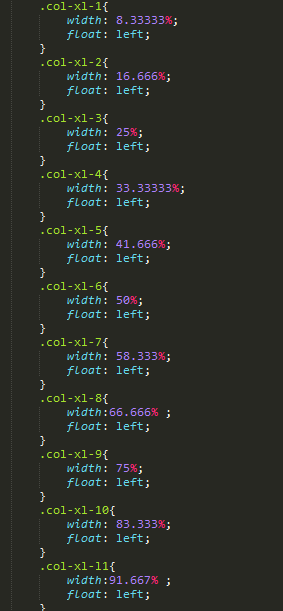 .col-xl-1{
width: 8.33333%;
float: left;
}
.col-xl-2{
width: 16.666%;
float: left;
}
.col-xl-3{
width: 25%;
float: left;
}
.col-xl-4{
width: 33.33333%;
float: left;
}
.col-xl-5{
width: 41.666%;
float: left;
}
.col-xl-6{
width: 50%;
float: left;
}
.col-xl-7{
width: 58.333%;
float: left;
}
.col-xl-8{
width:66.666% ;
float: left;
}
.col-xl-9{
width: 75%;
float: left;
}
.col-xl-10{
width: 83.333%;
float: left;
}
.col-xl-11{
width:91.667% ;
float: left;